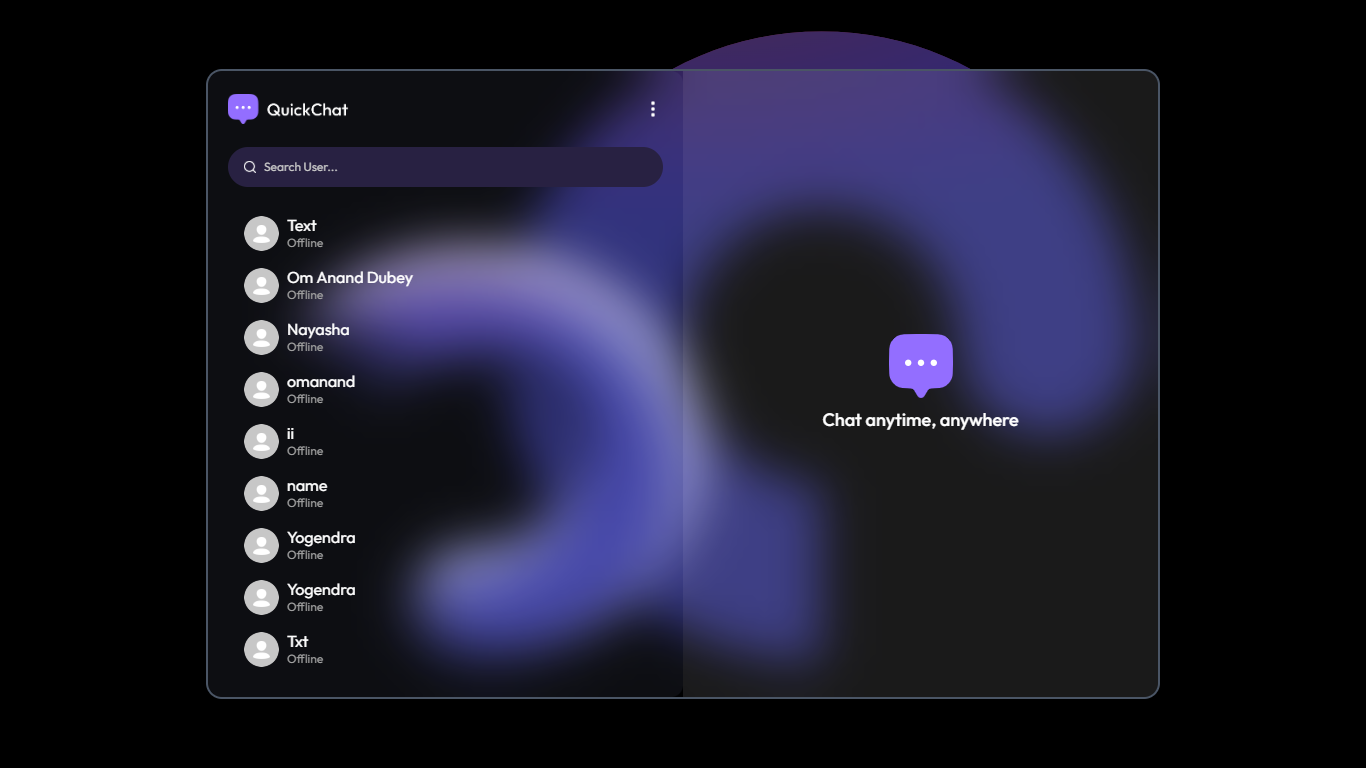 QuickChat
Search User...
Text
Offline
Om Anand Dubey
Offline
Nayasha
Offline
omanand
Offline
ii
Offline
name
Offline
Yogendra
Offline
Yogendra
Offline
Txt
Offline
Chat anytime, anywhere